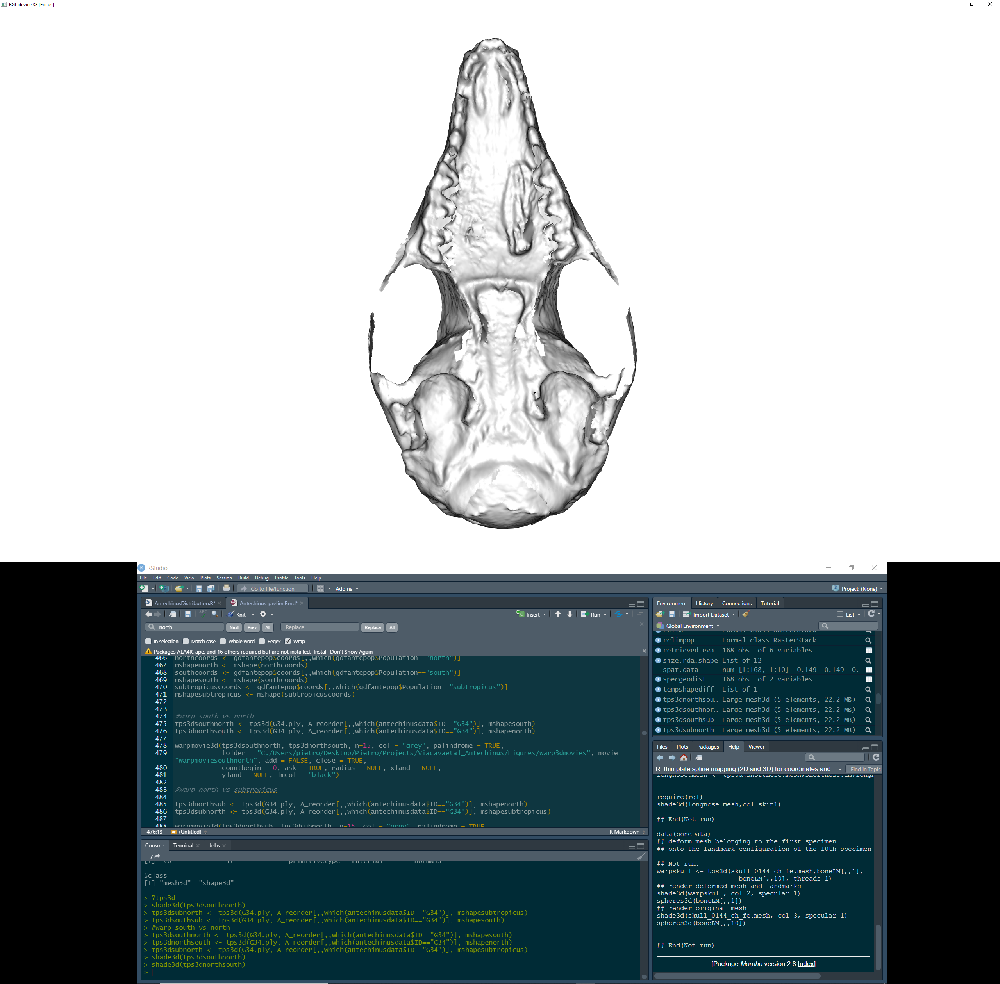 RGL device 38 [Focus]
RStudio
File Edit Code View Plots Session Build Debug Profile Tools Help
Go to file/function Addins Project: (None)
AntechinusDistribution.R* Antechinus_prelim.Rmd*
ABC Knit Insert Run
north Next Prev All Replace Replace All
In selection Match case Whole word Regex Wrap
Packages ALA4R, ape, and 16 others required but are not installed. Install Don't Show Again
466 northcoords <- gdfantepop$coords[,,which(gdfantepop$Population=="north")]
467 mshapenorth <- mshape(northcoords)
468 southcoords <- gdfantepop$coords[,,which(gdfantepop$Population=="south")]
469 mshapesouth <- mshape(southcoords)
470 subtropicuscoords <- gdfantepop$coords[,,which(gdfantepop$Population=="subtropicus")]
471 mshapesubtropicus <- mshape(subtropicuscoords)
472
473
474 #warp south vs north
475 tps3dsouthnorth <- tps3d(G34.ply, A_reorder[,,which(antechinusdata$ID=="G34")], mshapesouth)
476 tps3dnorthsouth <- tps3d(G34.ply, A_reorder[,,which(antechinusdata$ID=="G34")], mshapenorth)
477
478 warpmovie3d(tps3dsouthnorth, tps3dnorthsouth, n=15, col = "grey", palindrome = TRUE,
479 folder = "C:/Users/pietro/Desktop/Pietro/Projects/Viacavaetal_Antechinus/Figures/warp3dmovies", movie =
"warpmoviesouthnorth", add = FALSE, close = TRUE,
480 countbegin = 0, ask = TRUE, radius = NULL, xland = NULL,
481 yland = NULL, lmcol = "black")
482
483 #warp north vs subtropicus
484
485 tps3dnorthsub <- tps3d(G34.ply, A_reorder[,,which(antechinusdata$ID=="G34")], mshapenorth)
486 tps3dsubnorth <- tps3d(G34.ply, A_reorder[,,which(antechinusdata$ID=="G34")], mshapesubtropicus)
487
488 warpmovie3d(tps3dnorthsub, tps3dsubnorth, n=15, col = "grey", palindrome = TRUE
476:13 (Untitled) R Markdown
Console Terminal Jobs
~/
$class
[1] "mesh3d" "shape3d"
> ?tps3d
> shade3d(tps3dsouthnorth)
> tps3dsubnorth <- tps3d(G34.ply, A_reorder[,,which(antechinusdata$ID=="G34")], mshapesubtropicus)
> tps3dsouthsub <- tps3d(G34.ply, A_reorder[,,which(antechinusdata$ID=="G34")], mshapesouth)
> #warp south vs north
> tps3dsouthnorth <- tps3d(G34.ply, A_reorder[,,which(antechinusdata$ID=="G34")], mshapesouth)
> tps3dnorthsouth <- tps3d(G34.ply, A_reorder[,,which(antechinusdata$ID=="G34")], mshapenorth)
> tps3dsubnorth <- tps3d(G34.ply, A_reorder[,,which(antechinusdata$ID=="G34")], mshapesubtropicus)
> shade3d(tps3dsouthnorth)
> shade3d(tps3dnorthsouth)
>
Environment History Connections Tutorial
Import Dataset List
Global Environment
rclimpop Formal class RasterStack
retrieved.eva… 168 obs. of 6 variables
size.rda.shape List of 12
spat.data num [1:168, 1:10] -0.149 -0.149 -0.…
specgeodist 168 obs. of 2 variables
tempshapediff List of 1
tps3dnorthsou… Large mesh3d (5 elements, 22.2 MB)
tps3dsouthnor… Large mesh3d (5 elements, 22.2 MB)
tps3dsouthsub Large mesh3d (5 elements, 22.2 MB)
tps3dsubnorth Large mesh3d (5 elements, 22.2 MB)
Files Plots Packages Help Viewer
R: thin plate spline mapping (2D and 3D) for coordinates and... Find in Topic
longnose.mesh <- tps3d(shortnose.mesh,shortnose.lm,longn
require(rgl)
shade3d(longnose.mesh,col=skin1)
## End(Not run)
data(boneData)
## deform mesh belonging to the first specimen
## onto the landmark configuration of the 10th specimen
## Not run:
warpskull <- tps3d(skull_0144_ch_fe.mesh,boneLM[,,1],
boneLM[,,10], threads=1)
## render deformed mesh and landmarks
shade3d(warpskull, col=2, specular=1)
spheres3d(boneLM[,,1])
## render original mesh
shade3d(skull_0144_ch_fe.mesh, col=3, specular=1)
spheres3d(boneLM[,,10])
## End(Not run)
[Package Morpho version 2.8 Index]